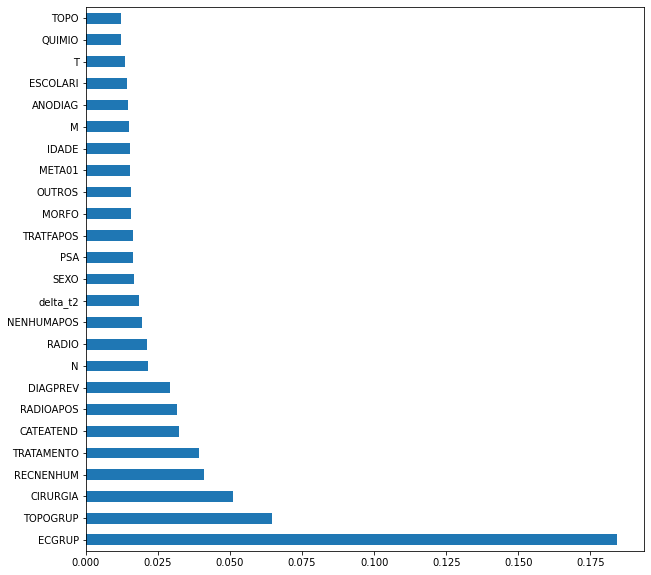 TOPO
QUIMIO
T
ESCOLARI
ANODIAG
M
IDADE
META01
OUTROS
MORFO
TRATFAPOS
PSA
SEXO
delta_t2
NENHUMAPOS
RADIO
N
DIAGPREV
RADIOAPOS
CATEATEND
TRATAMENTO
RECNENHUM
CIRURGIA
TOPOGRUP
ECGRUP
0.000 0.025 0.050 0.075 0.100 0.125 0.150 0.175